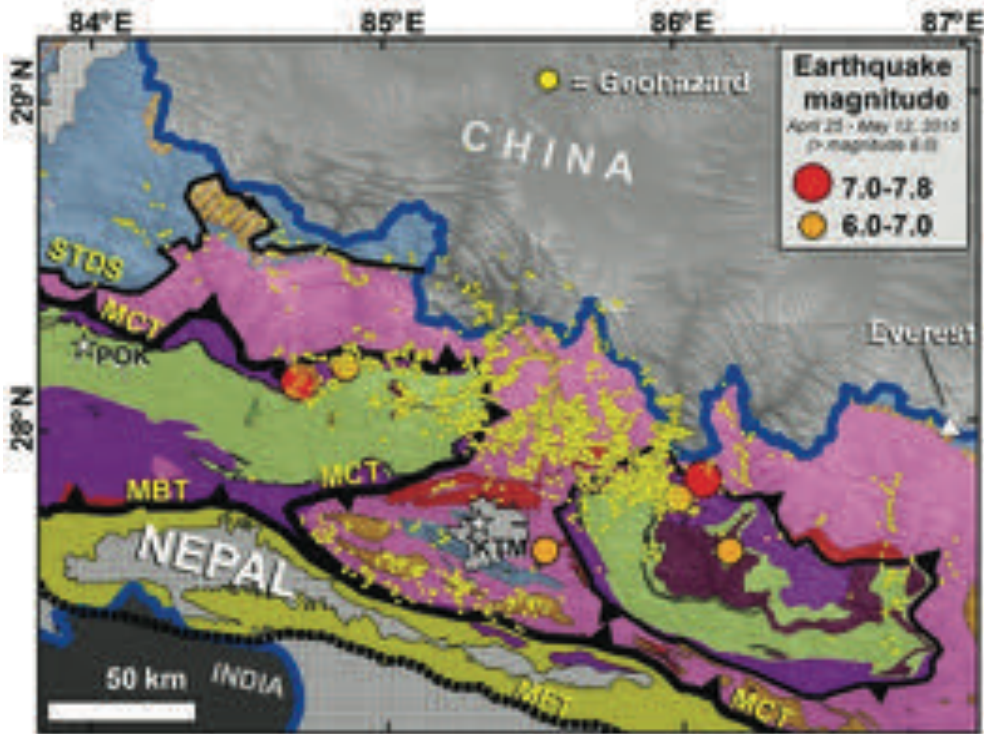 84°E 85°E 86°E 87°E
29°N
28°N
= Geohazard
CHINA
Earthquake
magnitude
April 25 - May 12, 2015
(> magnitude 6.0)
7.0-7.8
6.0-7.0
STDS
MCT
POK
Everest
MCT
MBT
NEPAL
KTM
INDIA
50 km
MFT
MCT